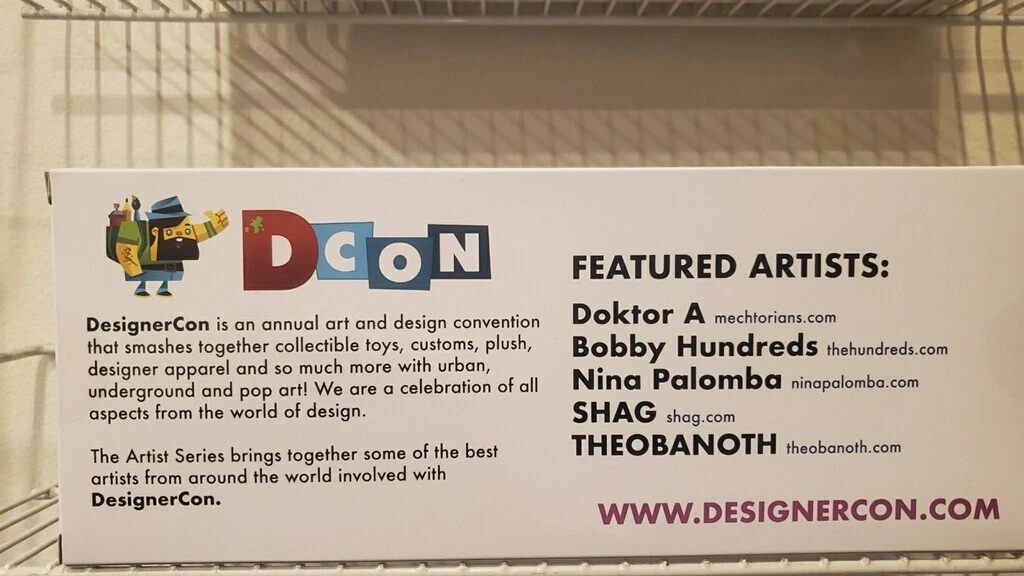 DCON
DesignerCon is an annual art and design convention
that smashes together collectible toys, customs, plush,
designer apparel and so much more with urban,
underground and pop art! We are a celebration of all
aspects from the world of design.
The Artist Series brings together some of the best
artists from around the world involved with
DesignerCon.
FEATURED ARTISTS:
Doktor A mechtorians.com
Bobby Hundreds thehundreds.com
Nina Palomba ninapalomba.com
SHAG shag.com
THEOBANOTH theobanoth.com
WWW.DESIGNERCON.COM